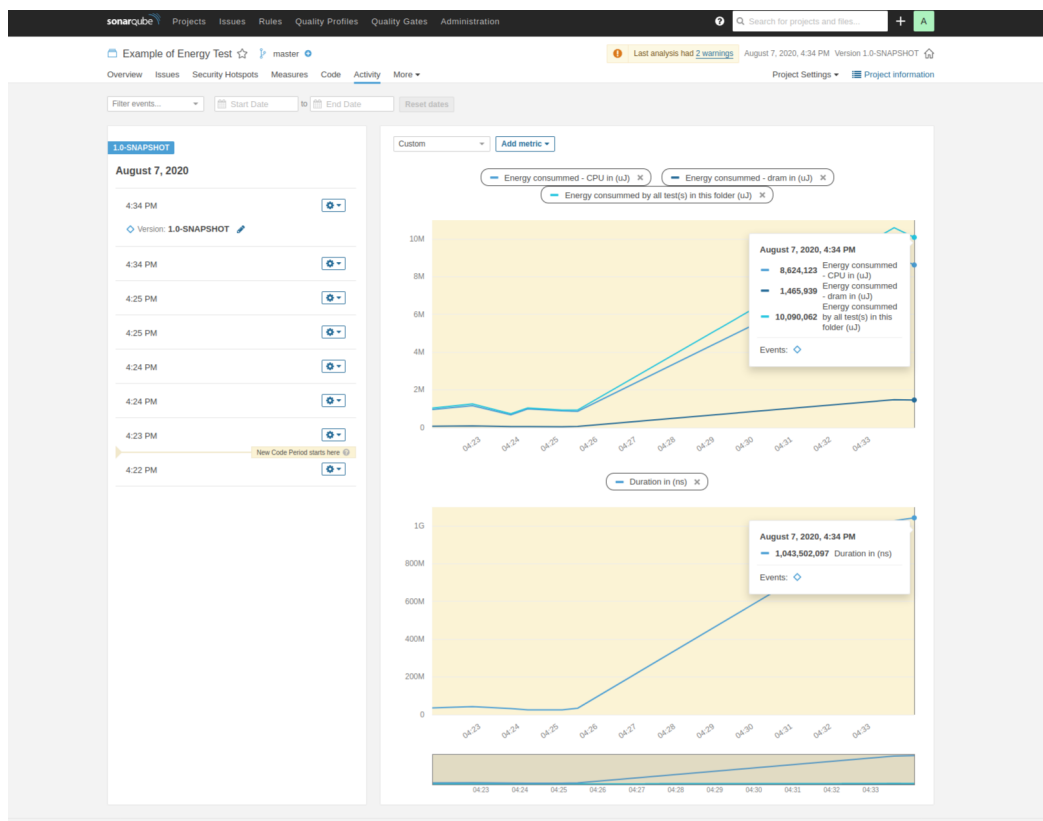 sonarqube Projects Issues Rules Quality Profiles Quality Gates Administration ? Search for projects and files... + A
Example of Energy Test master Last analysis had 2 warnings August 7, 2020, 4:34 PM Version 1.0-SNAPSHOT
Overview Issues Security Hotspots Measures Code Activity More Project Settings Project information
Filter events... Start Date to End Date Reset dates
1.0-SNAPSHOT
August 7, 2020
4:34 PM
Version: 1.0-SNAPSHOT
4:34 PM
4:25 PM
4:25 PM
4:24 PM
4:24 PM
4:23 PM
New Code Period starts here ?
4:22 PM
Custom Add metric
Energy consummed - CPU in (uJ) × Energy consummed - dram in (uJ) ×
Energy consummed by all test(s) in this folder (uJ) ×
10M
8M
6M
4M
2M
0
04:23 04:24 04:25 04:26 04:27 04:28 04:29 04:30 04:31 04:32 04:33
August 7, 2020, 4:34 PM
8,624,123 Energy consummed
- CPU in (uJ)
1,465,939 Energy consummed
- dram in (uJ)
10,090,062 Energy consummed
by all test(s) in this
folder (uJ)
Events:
Duration in (ns) ×
1G
800M
600M
400M
200M
0
04:23 04:24 04:25 04:26 04:27 04:28 04:29 04:30 04:31 04:32 04:33
August 7, 2020, 4:34 PM
1,043,502,097 Duration in (ns)
Events:
04:23 04:24 04:25 04:26 04:27 04:28 04:29 04:30 04:31 04:32 04:33